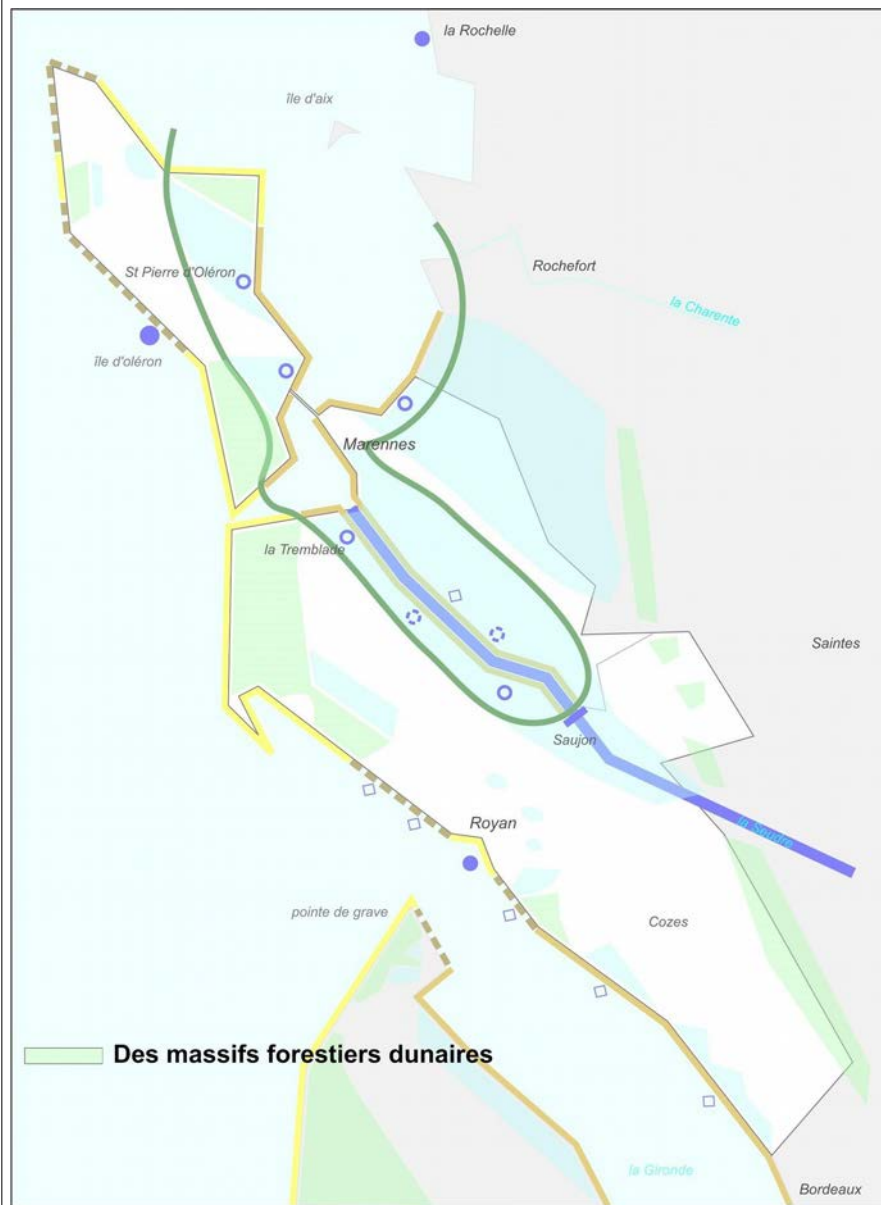 la Rochelle
île d'aix
Rochefort
St Pierre d'Oléron
la Charente
île d'oléron
Marennes
la Tremblade
Saintes
Saujon
Royan
la Seudre
pointe de grave
Cozes
Des massifs forestiers dunaires
la Gironde
Bordeaux